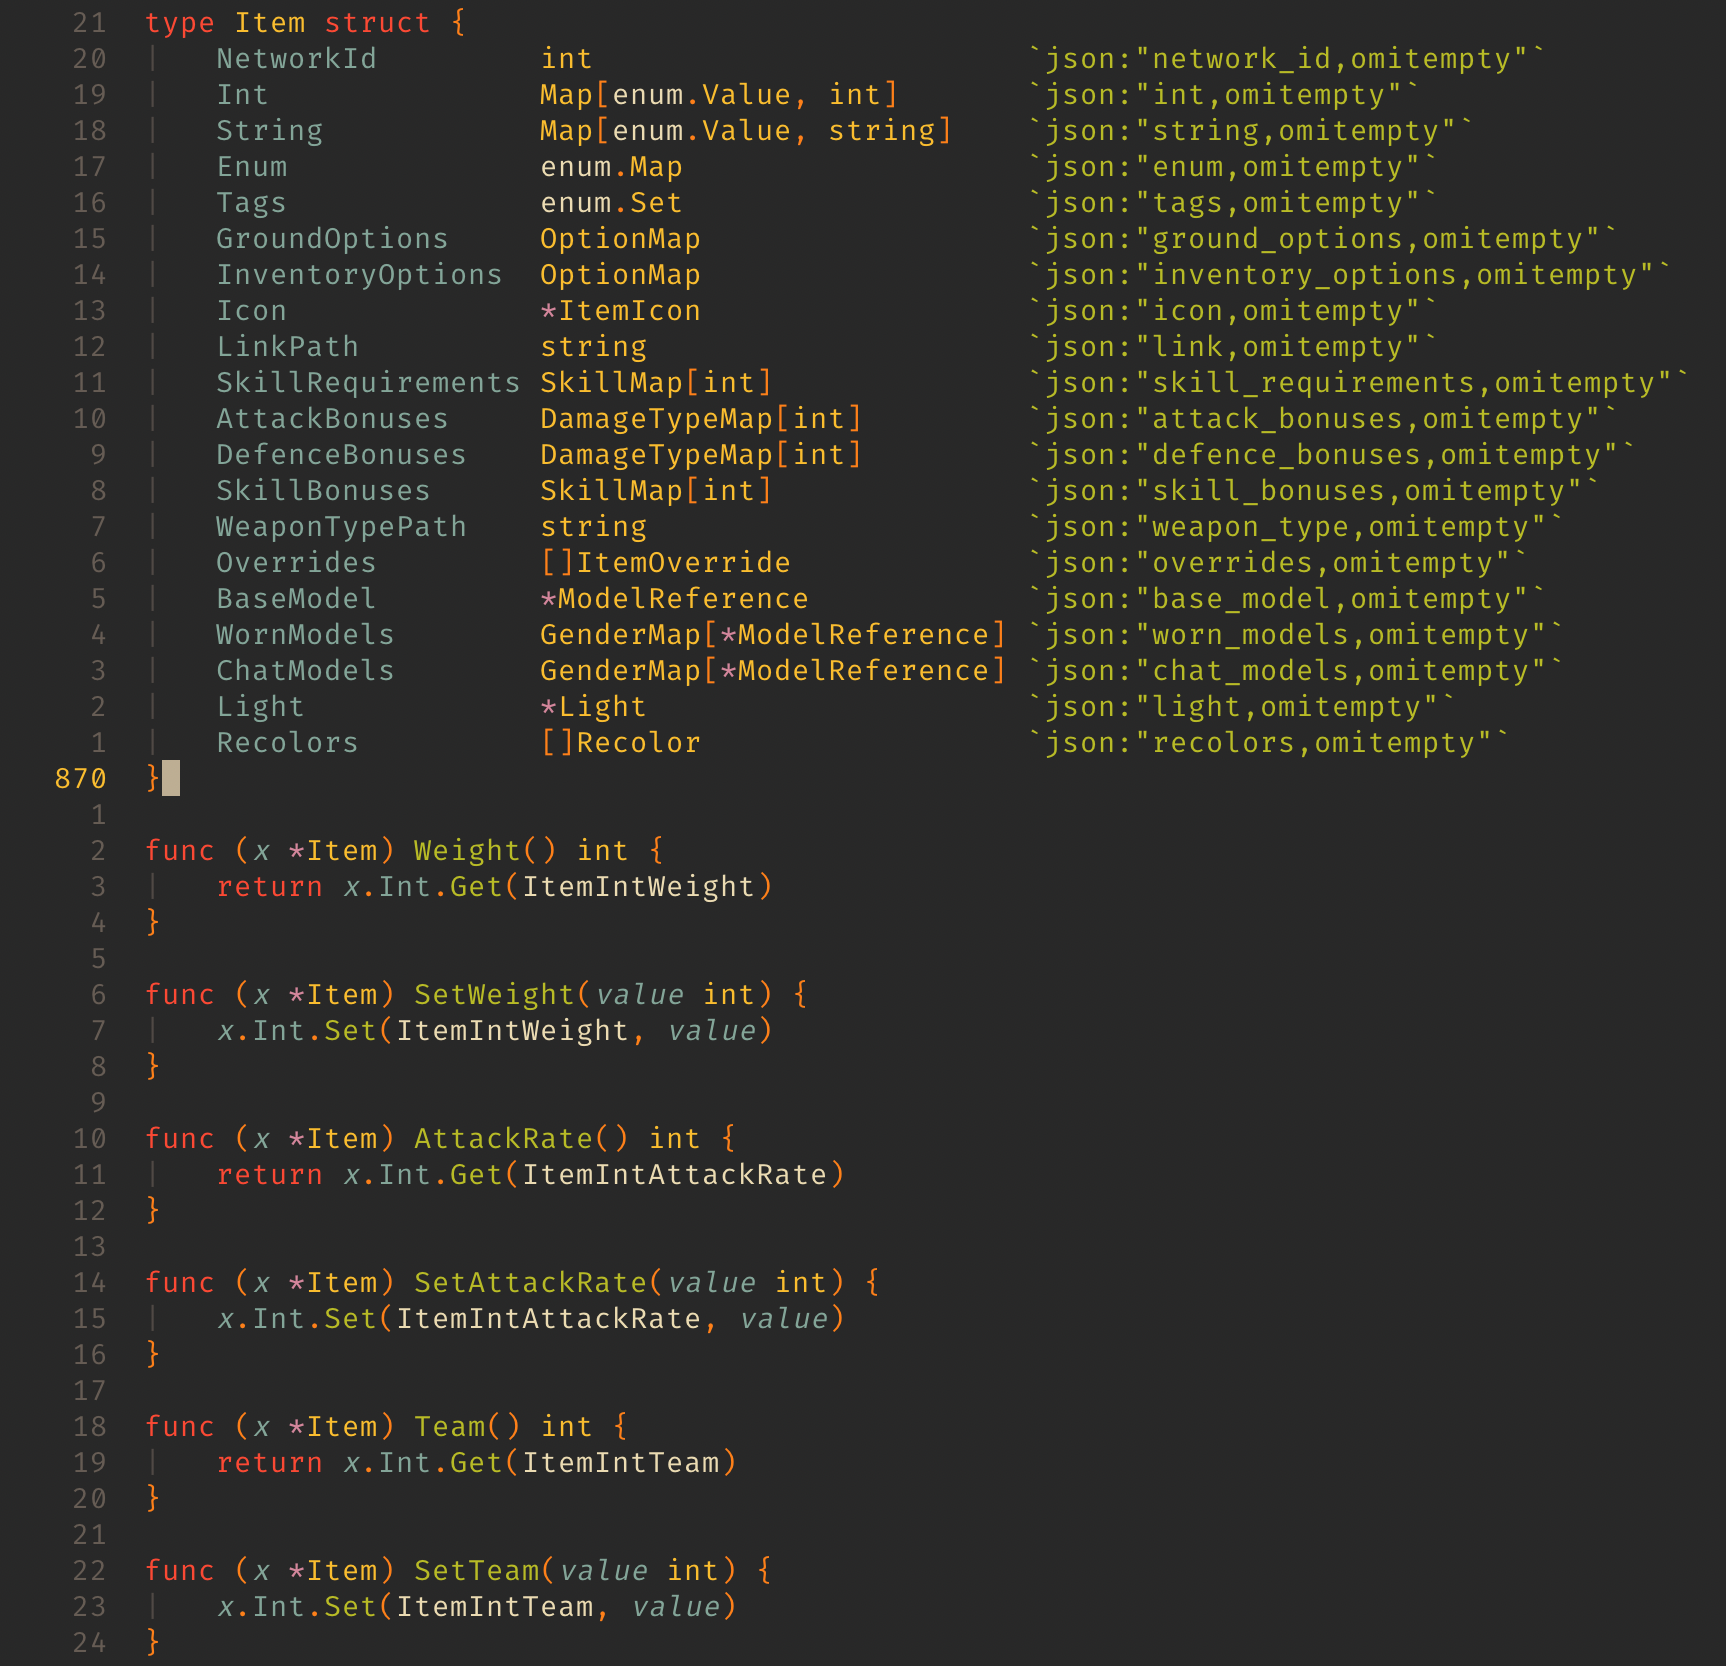 21 type Item struct {
20 NetworkId int `json:"network_id,omitempty"`
19 Int Map[enum.Value, int] `json:"int,omitempty"`
18 String Map[enum.Value, string] `json:"string,omitempty"`
17 Enum enum.Map `json:"enum,omitempty"`
16 Tags enum.Set `json:"tags,omitempty"`
15 GroundOptions OptionMap `json:"ground_options,omitempty"`
14 InventoryOptions OptionMap `json:"inventory_options,omitempty"`
13 Icon *ItemIcon `json:"icon,omitempty"`
12 LinkPath string `json:"link,omitempty"`
11 SkillRequirements SkillMap[int] `json:"skill_requirements,omitempty"`
10 AttackBonuses DamageTypeMap[int] `json:"attack_bonuses,omitempty"`
9 DefenceBonuses DamageTypeMap[int] `json:"defence_bonuses,omitempty"`
8 SkillBonuses SkillMap[int] `json:"skill_bonuses,omitempty"`
7 WeaponTypePath string `json:"weapon_type,omitempty"`
6 Overrides []ItemOverride `json:"overrides,omitempty"`
5 BaseModel *ModelReference `json:"base_model,omitempty"`
4 WornModels GenderMap[*ModelReference] `json:"worn_models,omitempty"`
3 ChatModels GenderMap[*ModelReference] `json:"chat_models,omitempty"`
2 Light *Light `json:"light,omitempty"`
1 Recolors []Recolor `json:"recolors,omitempty"`
870 }
1
2 func (x *Item) Weight() int {
3 return x.Int.Get(ItemIntWeight)
4 }
5
6 func (x *Item) SetWeight(value int) {
7 x.Int.Set(ItemIntWeight, value)
8 }
9
10 func (x *Item) AttackRate() int {
11 return x.Int.Get(ItemIntAttackRate)
12 }
13
14 func (x *Item) SetAttackRate(value int) {
15 x.Int.Set(ItemIntAttackRate, value)
16 }
17
18 func (x *Item) Team() int {
19 return x.Int.Get(ItemIntTeam)
20 }
21
22 func (x *Item) SetTeam(value int) {
23 x.Int.Set(ItemIntTeam, value)
24 }